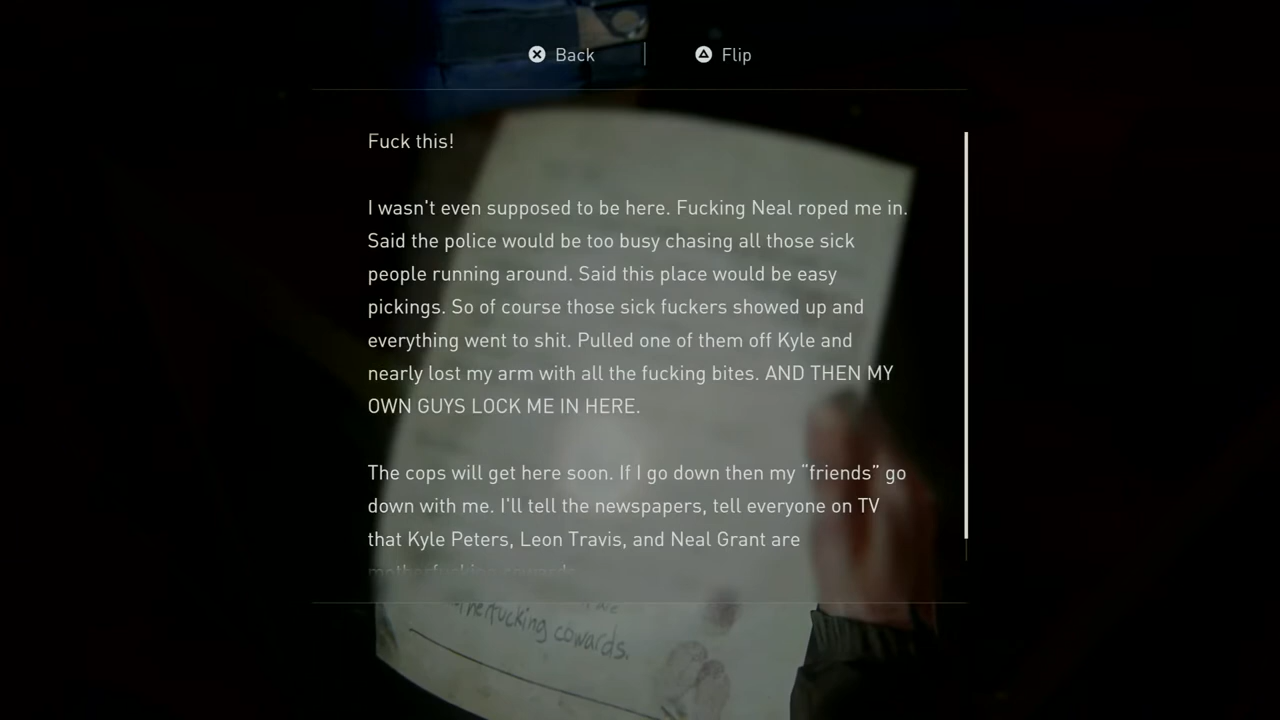 Back
Flip
Fuck this!
I wasn't even supposed to be here. Fucking Neal roped me in.
Said the police would be too busy chasing all those sick
people running around. Said this place would be easy
pickings. So of course those sick fuckers showed up and
everything went to shit. Pulled one of them off Kyle and
nearly lost my arm with all the fucking bites. AND THEN MY
OWN GUYS LOCK ME IN HERE.
The cops will get here soon. If I go down then my “friends” go
down with me. I'll tell the newspapers, tell everyone on TV
that Kyle Peters, Leon Travis, and Neal Grant are
motherfucking cowards.
cowards.